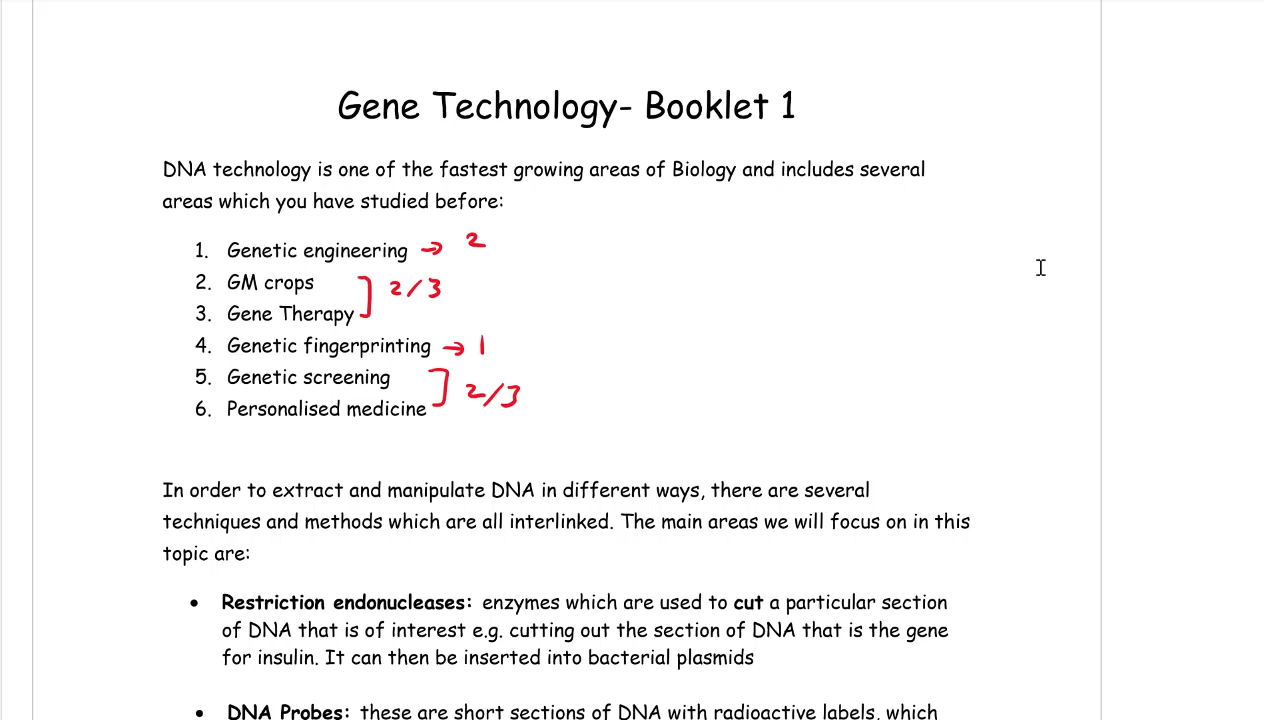 Gene Technology- Booklet 1
DNA technology is one of the fastest growing areas of Biology and includes several
areas which you have studied before:
1. Genetic engineering → 2
2. GM crops
] 2/3
3. Gene Therapy
4. Genetic fingerprinting → 1
5. Genetic screening
] 2/3
6. Personalised medicine
In order to extract and manipulate DNA in different ways, there are several
techniques and methods which are all interlinked. The main areas we will focus on in this
topic are:
• Restriction endonucleases: enzymes which are used to cut a particular section
of DNA that is of interest e.g. cutting out the section of DNA that is the gene
for insulin. It can then be inserted into bacterial plasmids
• DNA Probes: these are short sections of DNA with radioactive labels, which